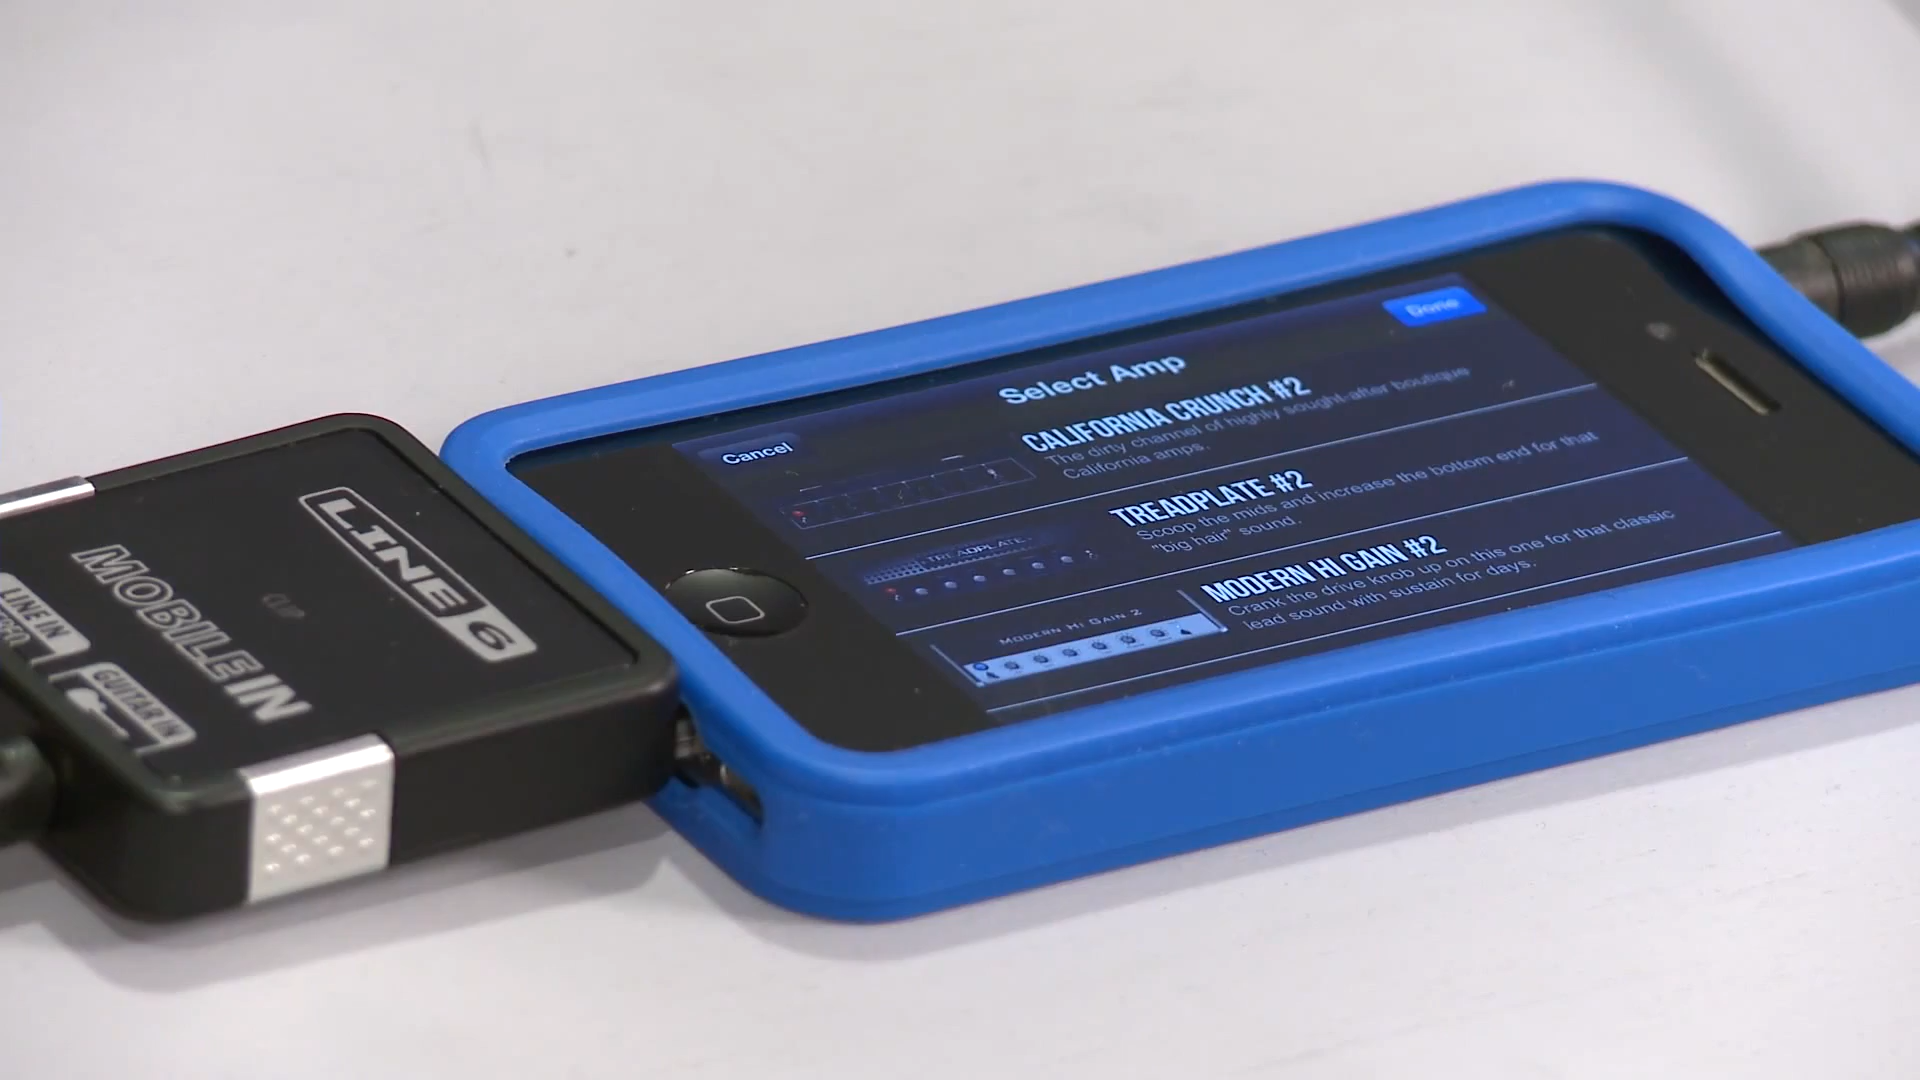 LINE 6
MOBILE IN
CLIP
LINE IN
GUITAR IN
Select Amp
Cancel
Done
CALIFORNIA CRUNCH #2
The dirty channel of highly sought-after boutique
California amps.
TREADPLATE
TREADPLATE #2
Scoop the mids and increase the bottom end for that
"big hair" sound.
MODERN HI GAIN 2
MODERN HI GAIN #2
Crank the drive knob up on this one for that classic
lead sound with sustain for days.